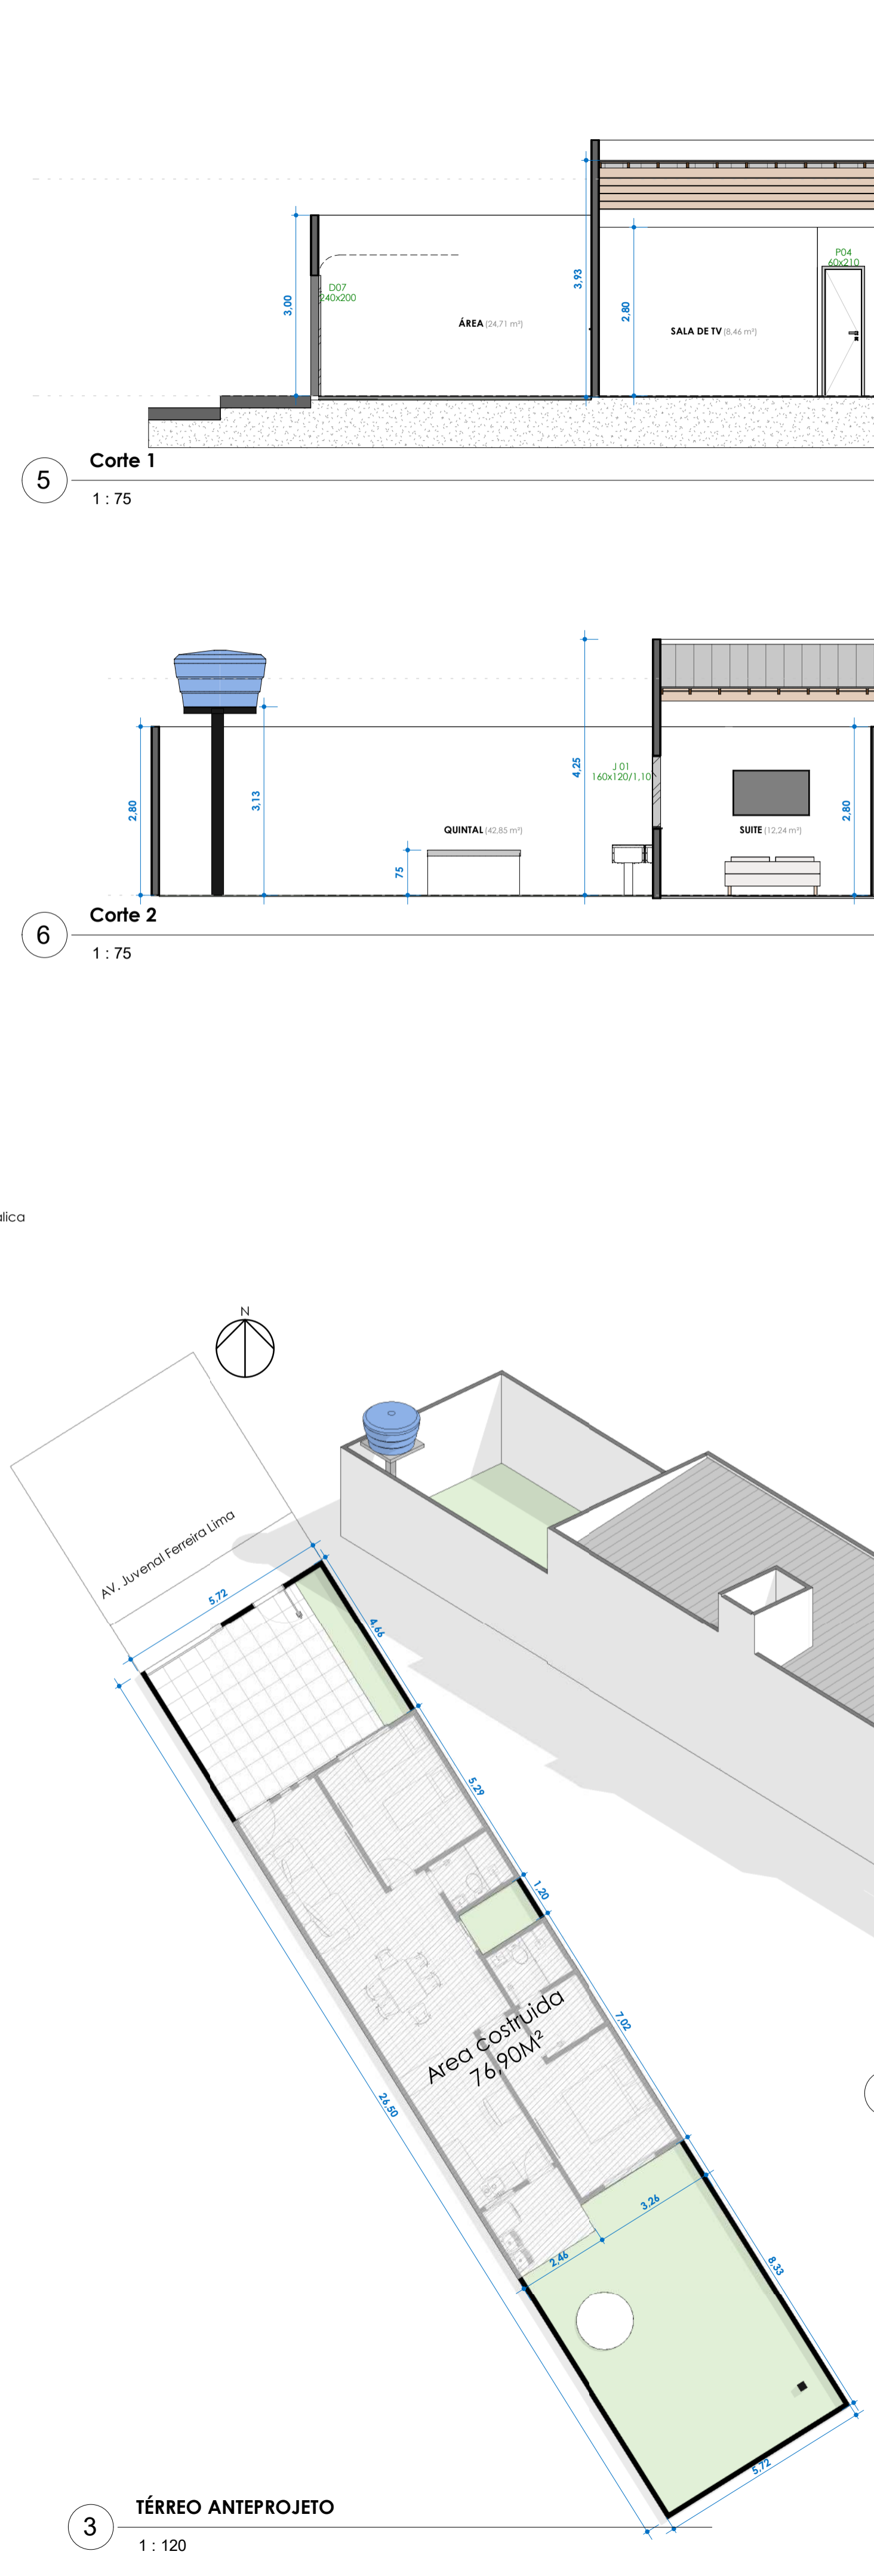 P04
60x210
D07
240x200
3,00
3,93
2,80
ÁREA (24,71 m²)
SALA DE TV (8,46 m²)
5
Corte 1
1 : 75
J 01
160x120/1,10
2,80
3,13
4,25
2,80
75
QUINTAL (42,85 m²)
SUITE (12,24 m²)
6
Corte 2
1 : 75
alica
N
AV. Juvenal Ferreira Lima
5,72
4,66
5,29
1,20
7,02
Area costruida
76,90M²
26,50
3,26
2,46
8,33
5,72
3
TÉRREO ANTEPROJETO
1 : 120